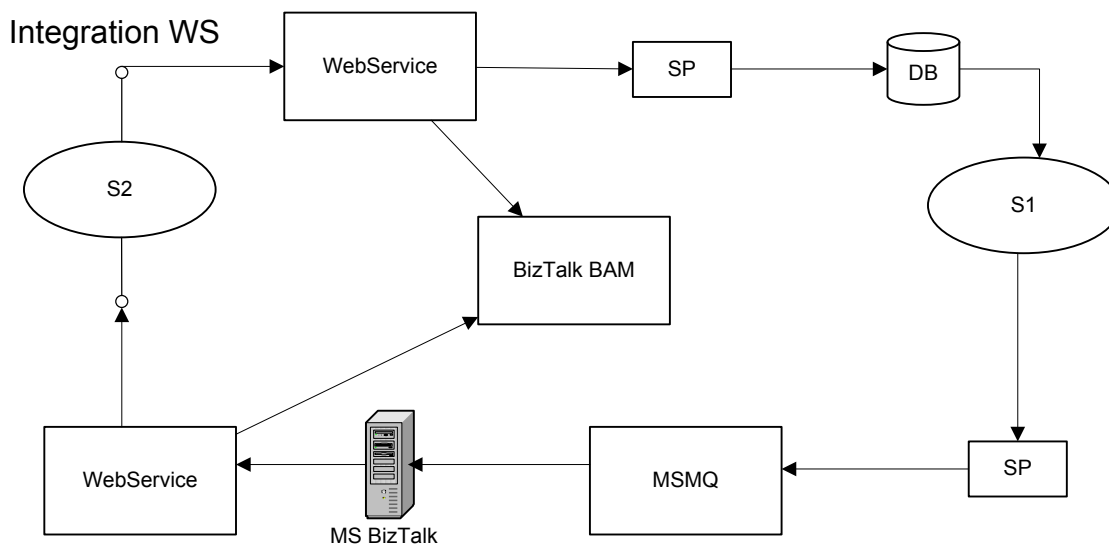 Integration WS
WebService
SP
DB
S2
S1
BizTalk BAM
WebService
MS BizTalk
MSMQ
SP